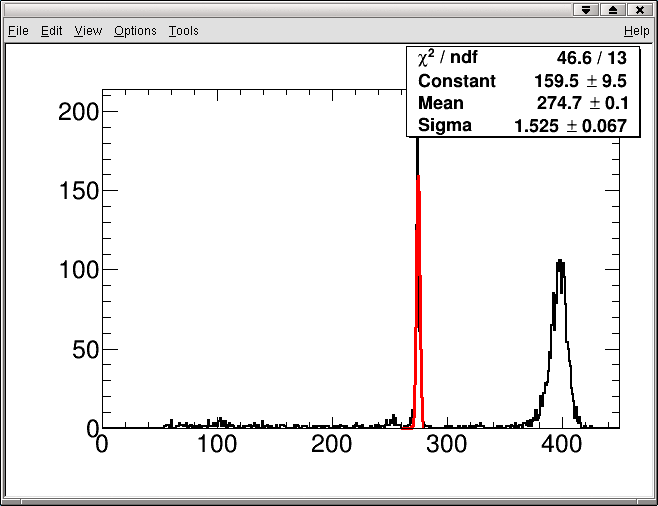 File Edit View Options Tools Help
χ² / ndf 46.6 / 13
Constant 159.5 ± 9.5
Mean 274.7 ± 0.1
Sigma 1.525 ± 0.067
200
150
100
50
0
0 100 200 300 400